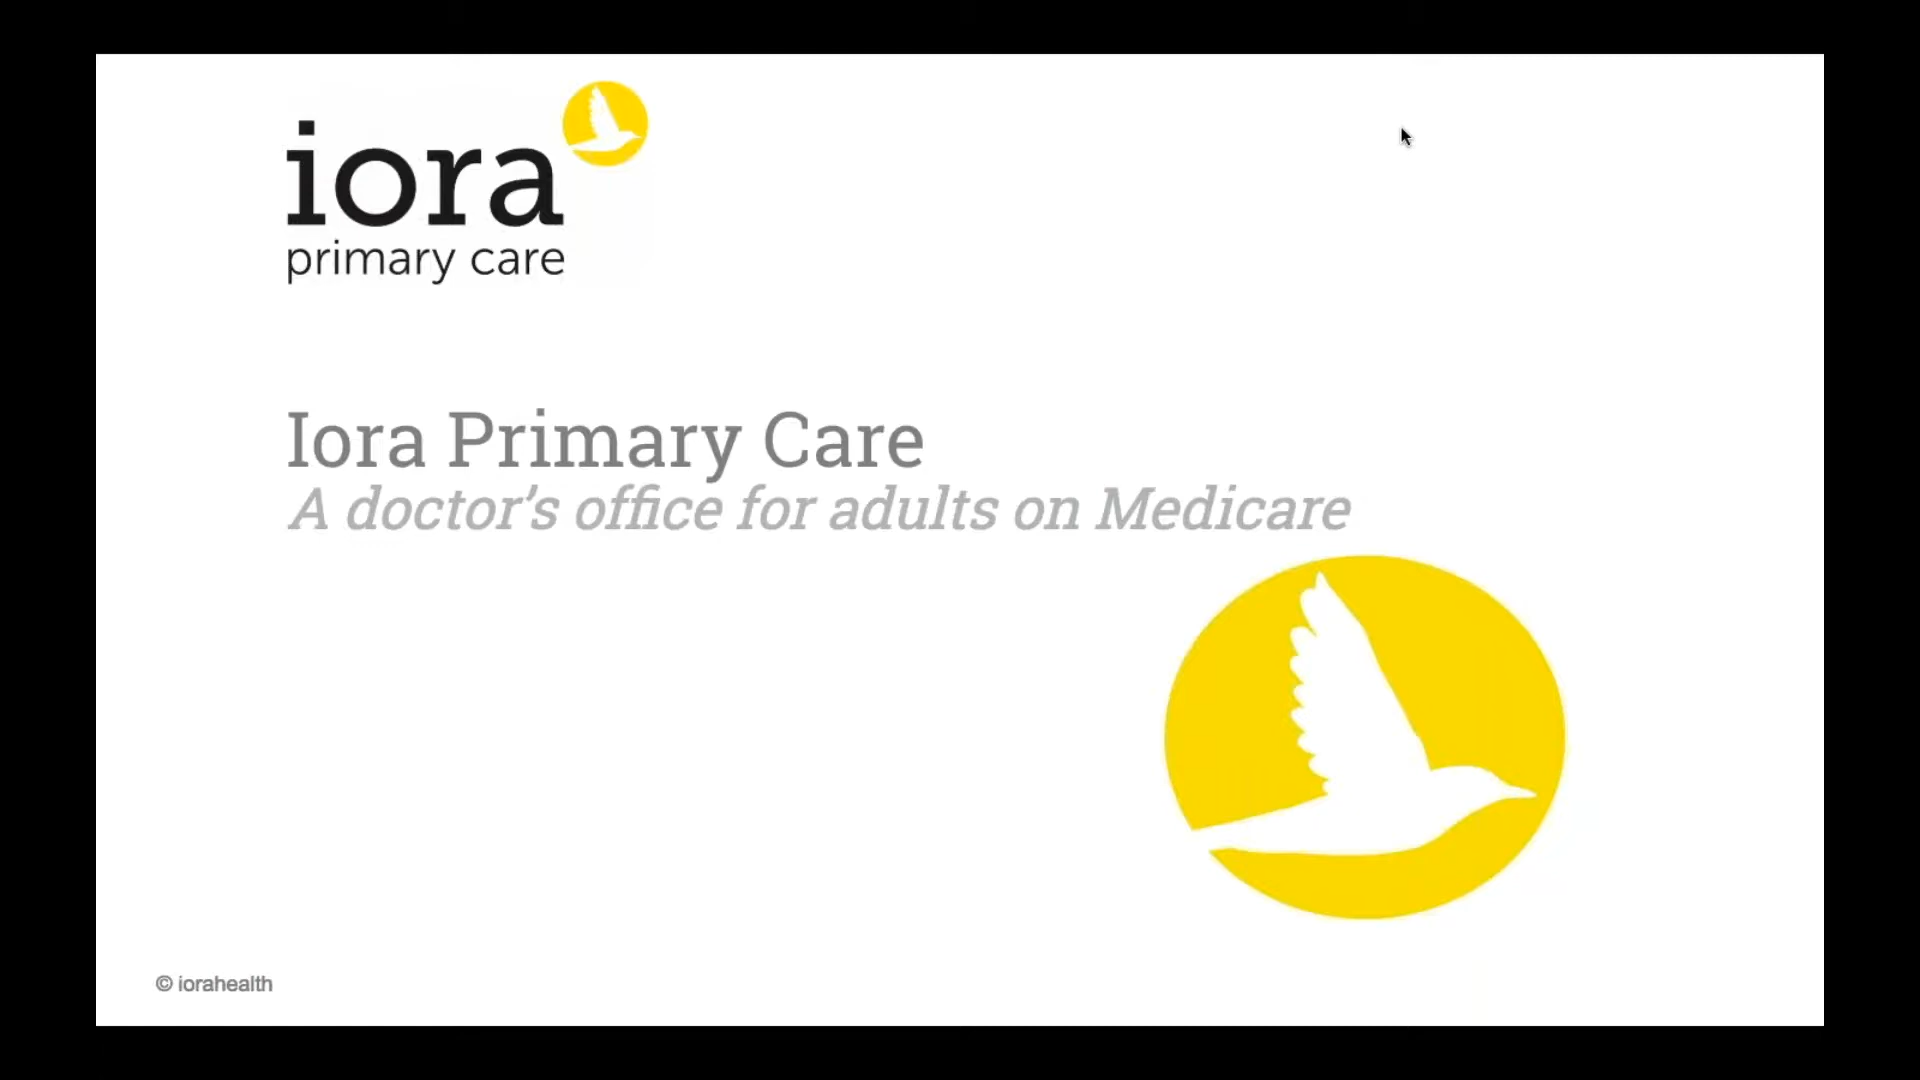 iora
primary care
Iora Primary Care
A doctor’s office for adults on Medicare
© iorahealth